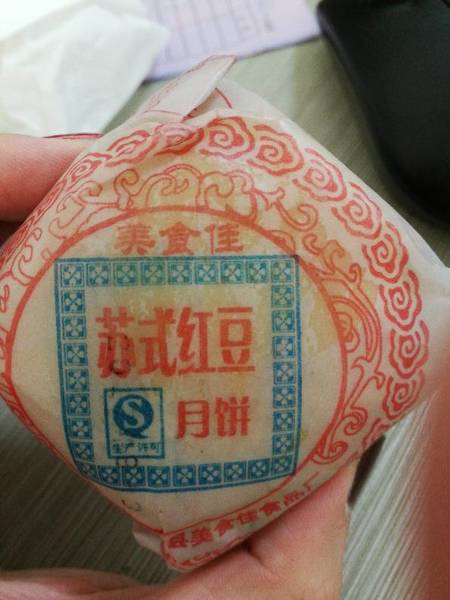 美食佳
苏式红豆
月饼
生产许可
县美食佳食品厂